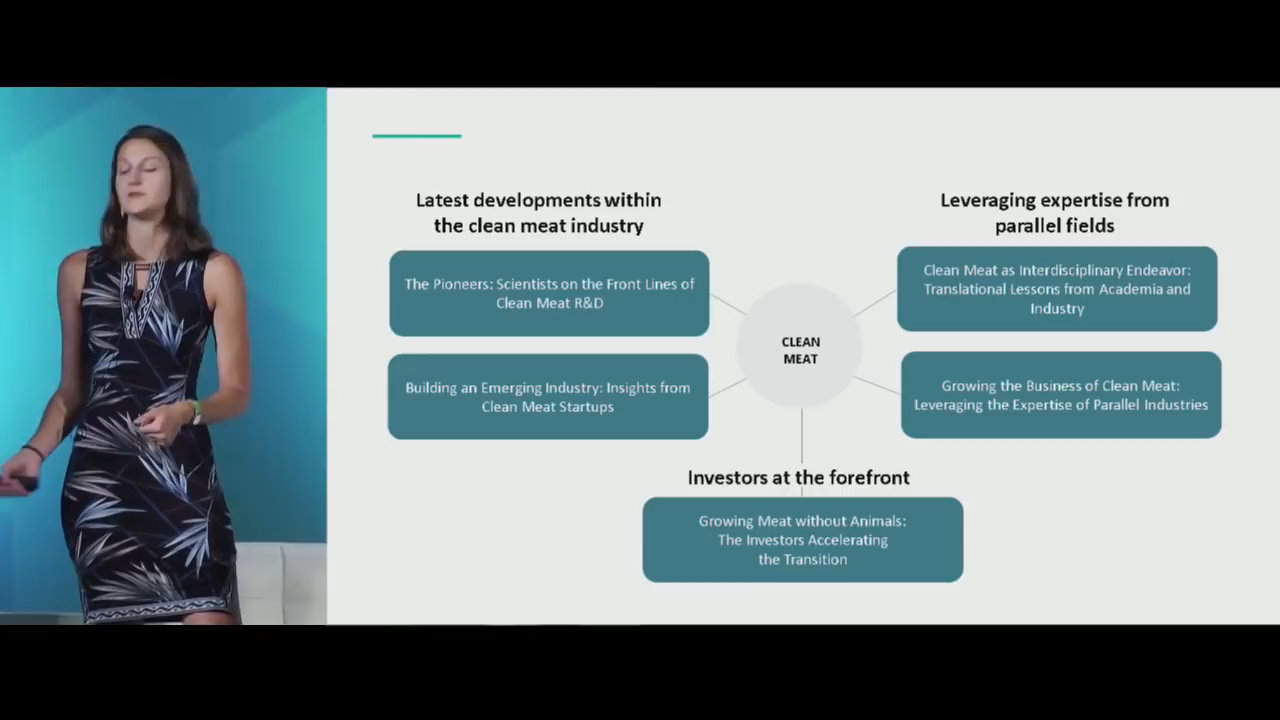 Latest developments within
the clean meat industry
The Pioneers: Scientists on the Front Lines of
Clean Meat R&D
Building an Emerging Industry: Insights from
Clean Meat Startups
Leveraging expertise from
parallel fields
Clean Meat as Interdisciplinary Endeavor:
Translational Lessons from Academia and
Industry
Growing the Business of Clean Meat:
Leveraging the Expertise of Parallel Industries
CLEAN
MEAT
Investors at the forefront
Growing Meat without Animals:
The Investors Accelerating
the Transition